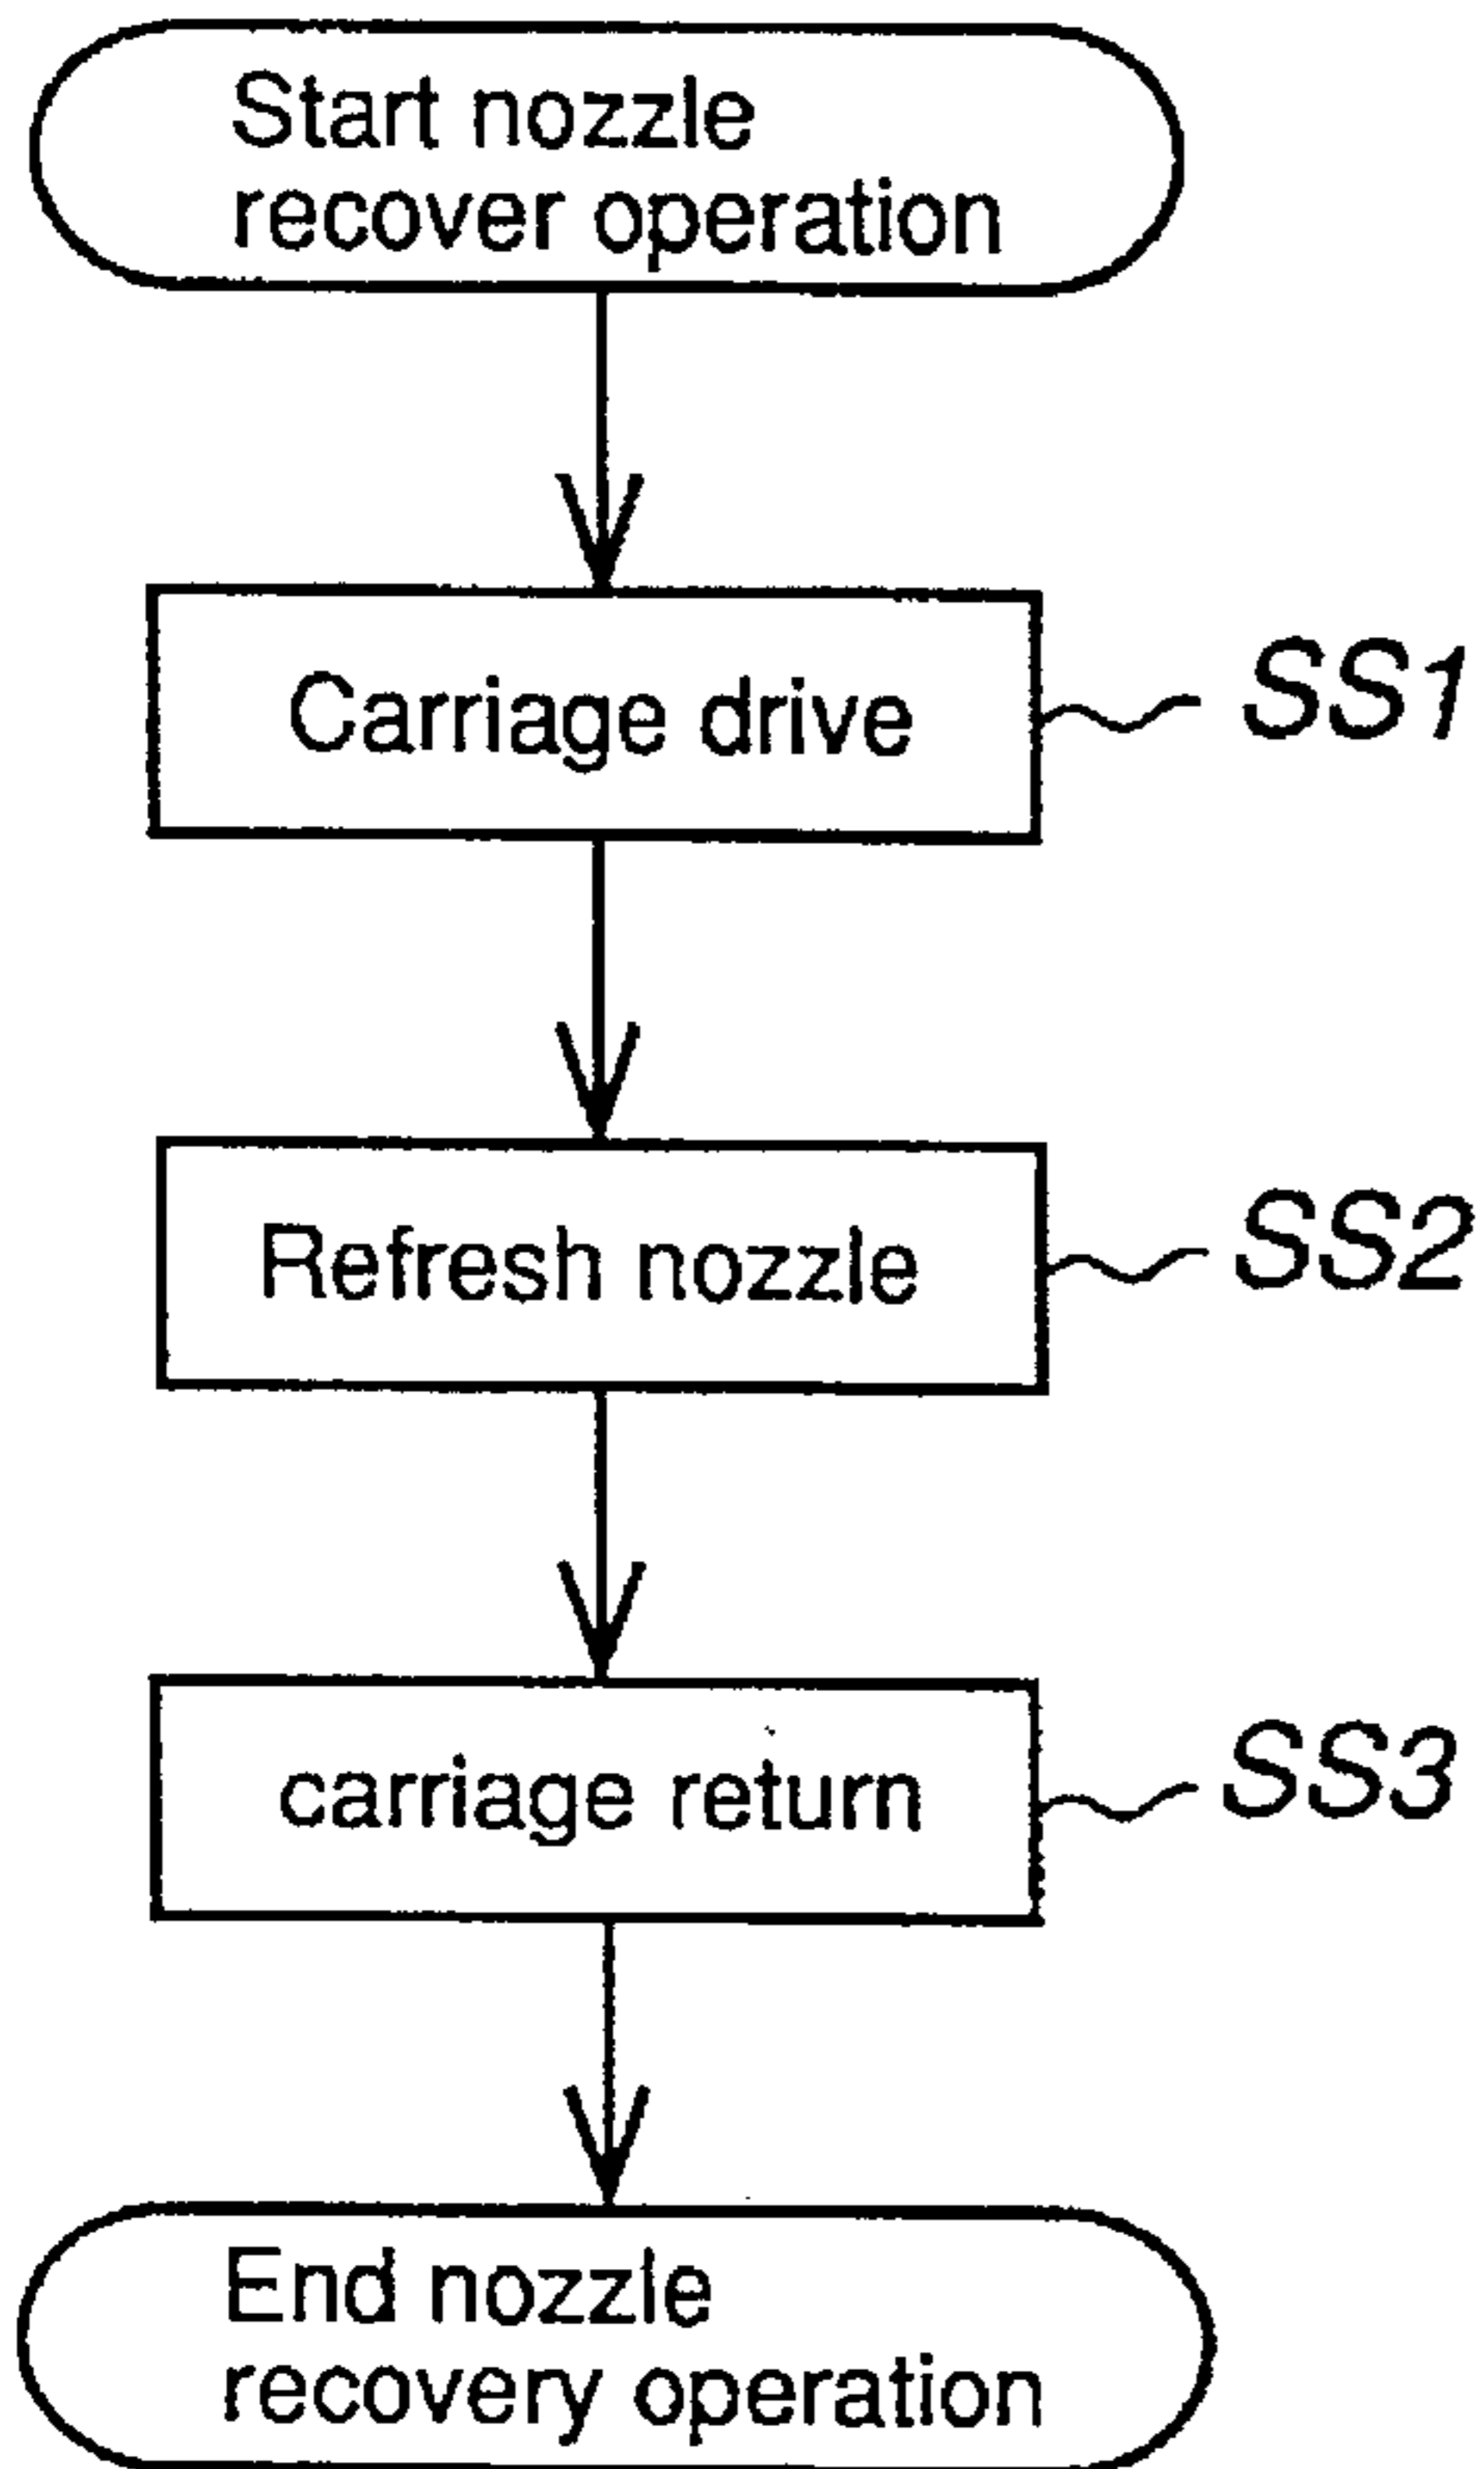 Start nozzle
recover operation
Carriage drive
SS1
Refresh nozzle
SS2
carriage return
SS3
End nozzle
recovery operation